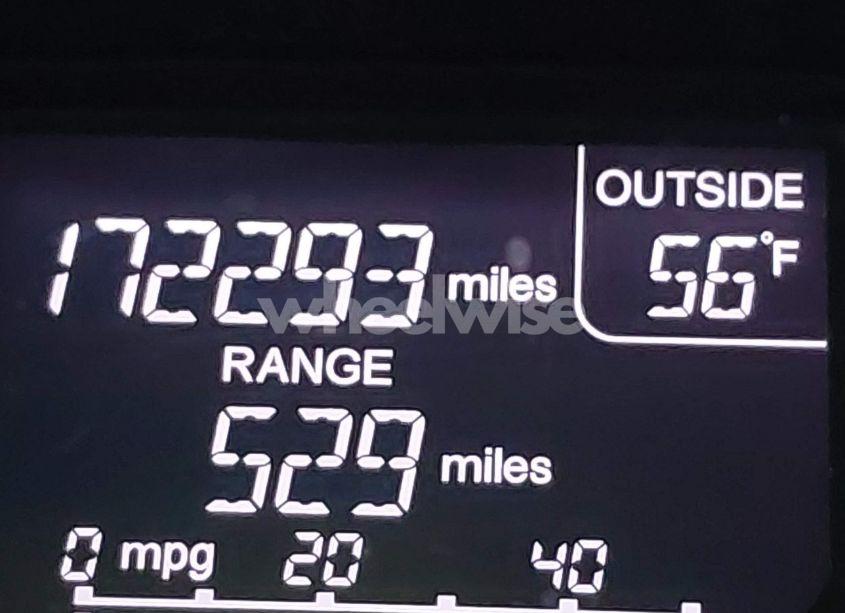 OUTSIDE
172293 miles
56°F
wheelwise
RANGE
529 miles
0 mpg 20 40